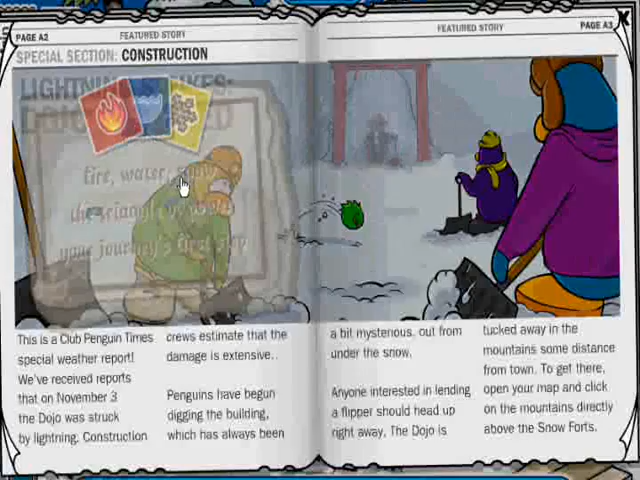 PAGE A2
FEATURED STORY
FEATURED STORY
PAGE A3
SPECIAL SECTION: CONSTRUCTION
Fire, water,
your journey's first step
This is a Club Penguin Times
special weather report!
We've received reports
that on November 3
the Dojo was struck
by lightning. Construction
crews estimate that the
damage is extensive..
Penguins have begun
digging the building,
which has always been
a bit mysterious, out from
under the snow.
Anyone interested in lending
a flipper should head up
right away. The Dojo is
tucked away in the
mountains some distance
from town. To get there,
open your map and click
on the mountains directly
above the Snow Forts.